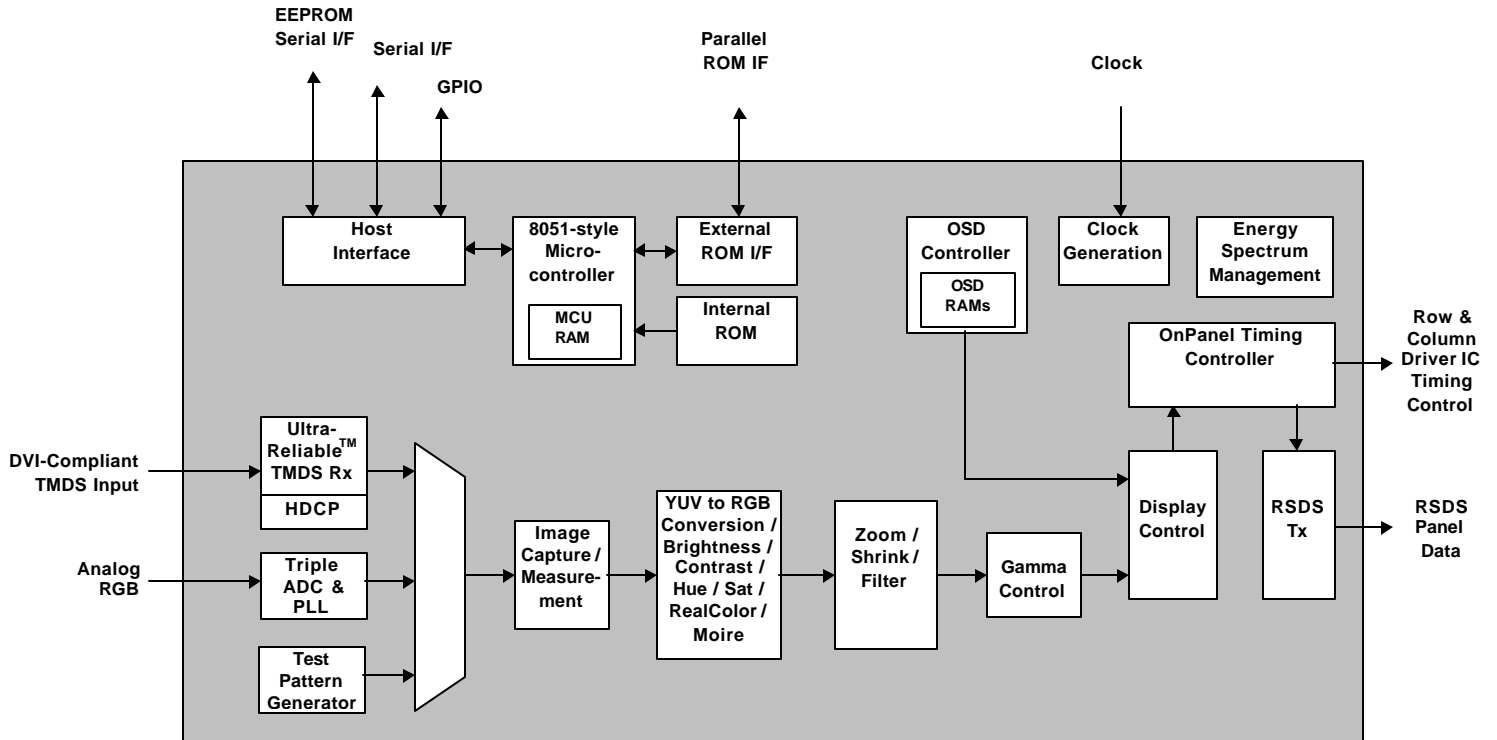 EEPROM
Serial I/F
Serial I/F
GPIO
Parallel
ROM IF
Clock
Host
Interface
8051-style
Micro-
controller
MCU
RAM
External
ROM I/F
Internal
ROM
OSD
Controller
OSD
RAMs
Clock
Generation
Energy
Spectrum
Management
OnPanel Timing
Controller
Row &
Column
Driver IC
Timing
Control
DVI-Compliant
TMDS Input
Ultra-
Reliable™
TMDS Rx
HDCP
Analog
RGB
Triple
ADC &
PLL
Test
Pattern
Generator
Image
Capture /
Measure-
ment
YUV to RGB
Conversion /
Brightness /
Contrast /
Hue / Sat /
RealColor /
Moire
Zoom /
Shrink /
Filter
Gamma
Control
Display
Control
RSDS
Tx
RSDS
Panel
Data